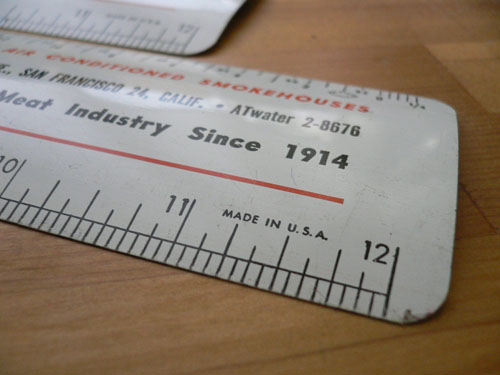 12
AIR CONDITIONED SMOKEHOUSES
E., SAN FRANCISCO 24, CALIF. • ATwater 2-8676
Meat Industry Since 1914
10 11 MADE IN U.S.A. 12